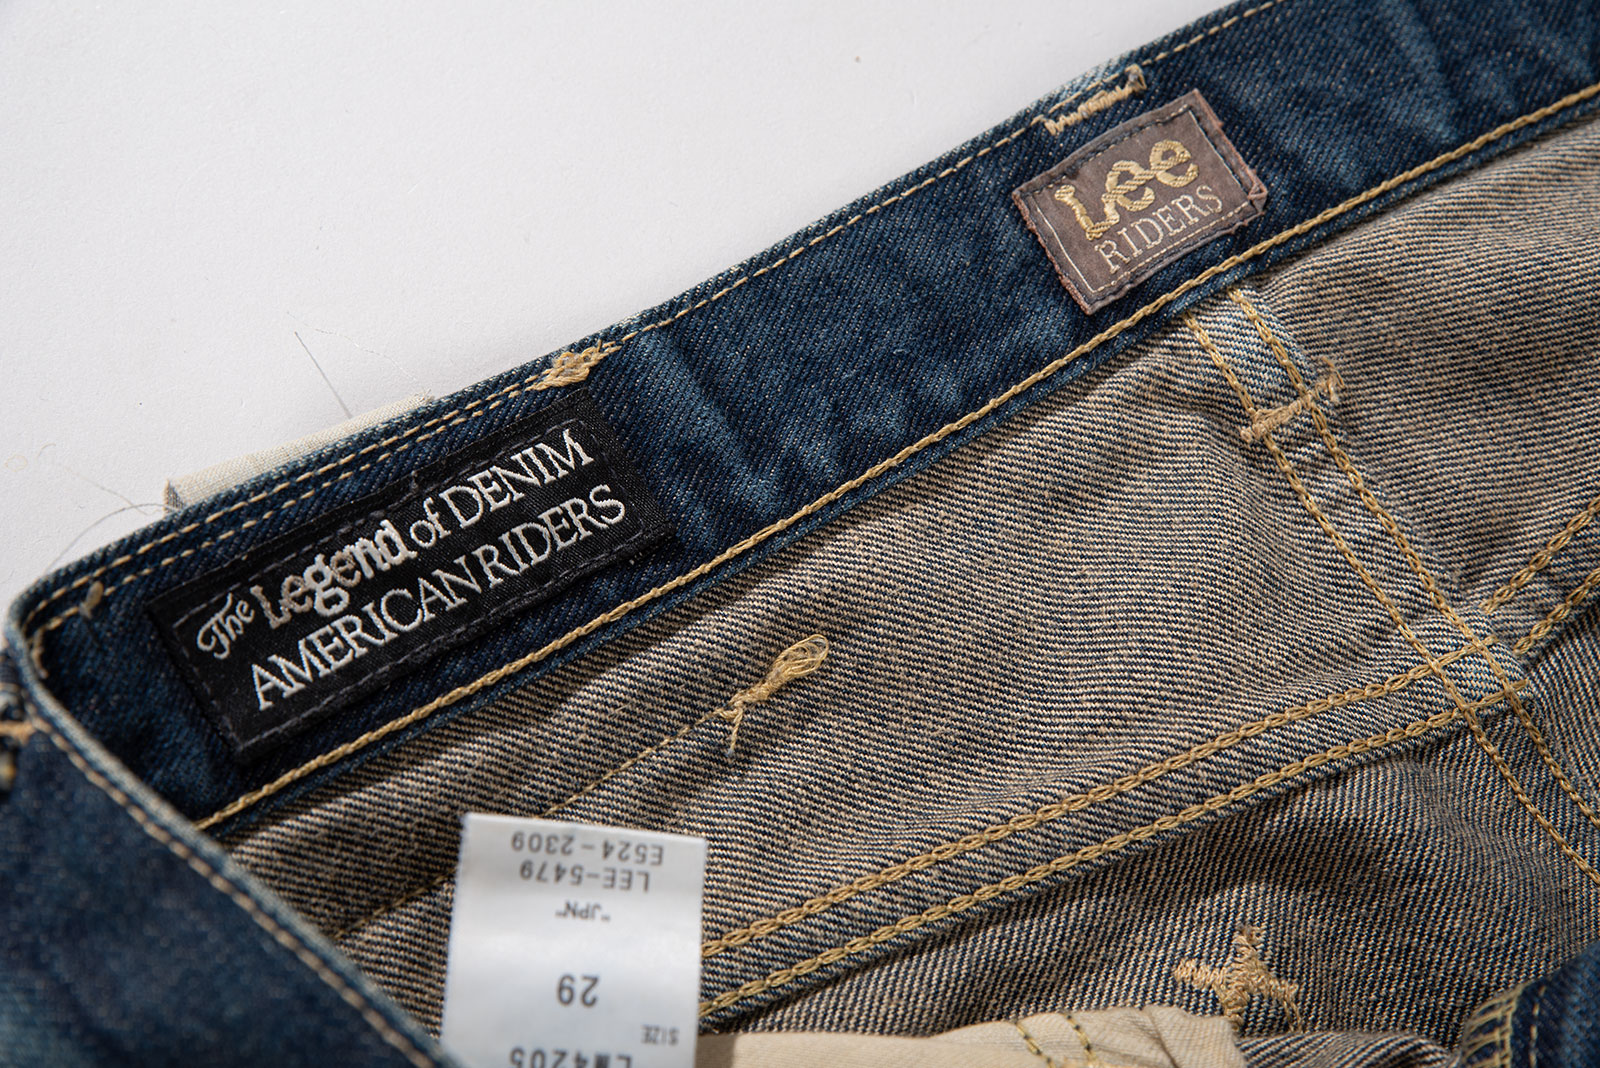 The Legend of DENIM
AMERICAN RIDERS
Lee
RIDERS
LM4205
SIZE
29
"JPN"
LEE-5479
E524-2309